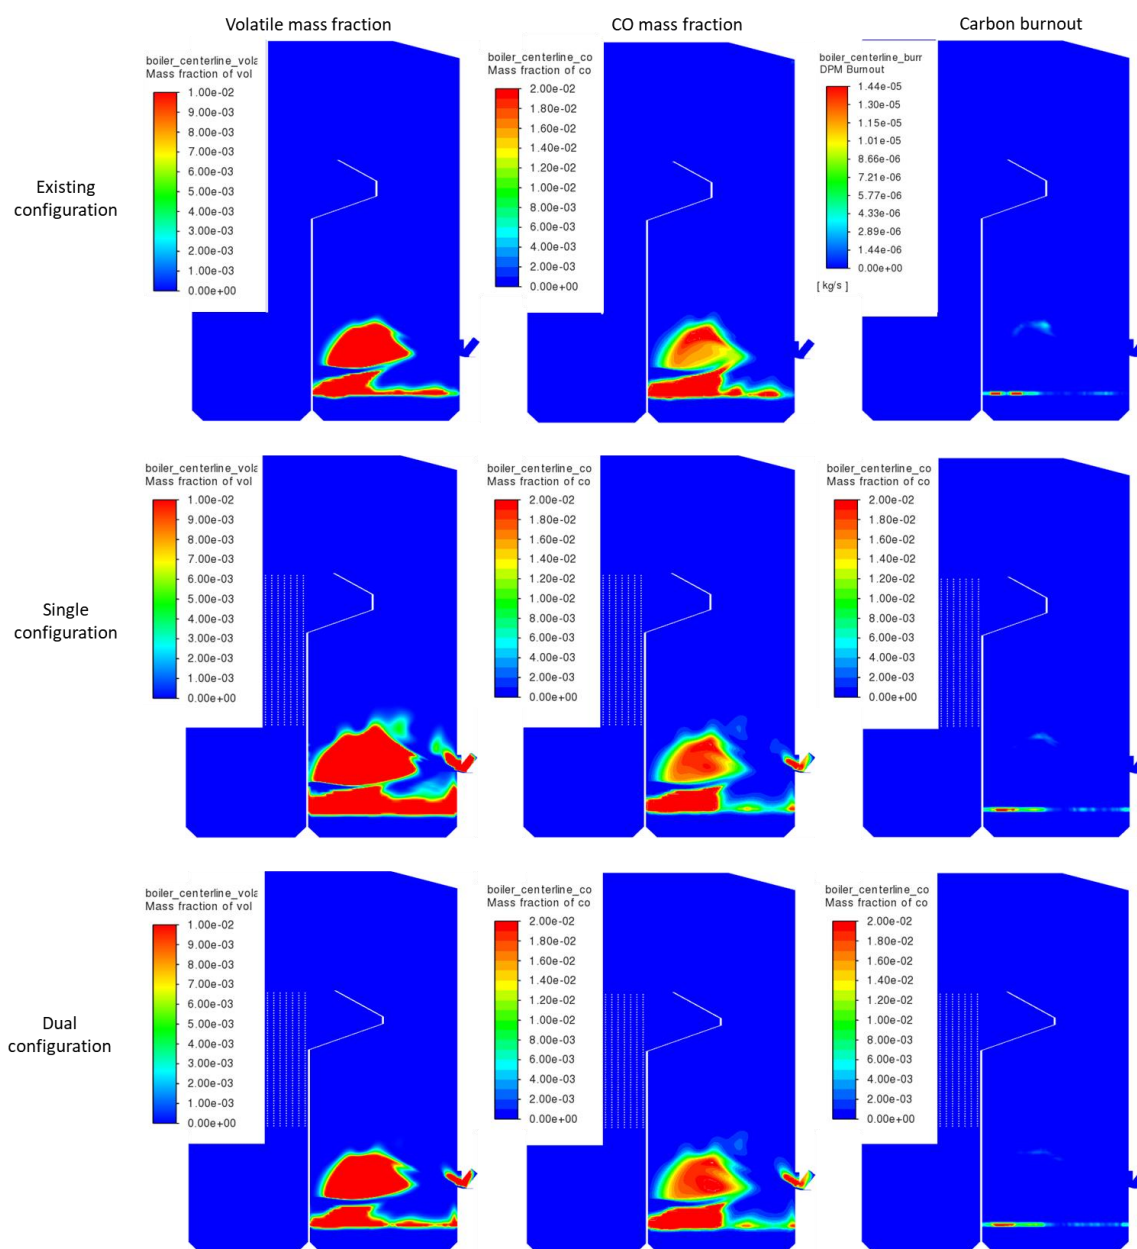 Volatile mass fraction
CO mass fraction
Carbon burnout
Existing
configuration
boiler_centerline_vola
Mass fraction of vol
1.00e-02
9.00e-03
8.00e-03
7.00e-03
6.00e-03
5.00e-03
4.00e-03
3.00e-03
2.00e-03
1.00e-03
0.00e+00
boiler_centerline_co
Mass fraction of co
2.00e-02
1.80e-02
1.60e-02
1.40e-02
1.20e-02
1.00e-02
8.00e-03
6.00e-03
4.00e-03
2.00e-03
0.00e+00
boiler_centerline_burr
DPM Burnout
1.44e-05
1.30e-05
1.15e-05
1.01e-05
8.66e-06
7.21e-06
5.77e-06
4.33e-06
2.89e-06
1.44e-06
0.00e+00
[ kg/s ]
Single
configuration
boiler_centerline_vola
Mass fraction of vol
1.00e-02
9.00e-03
8.00e-03
7.00e-03
6.00e-03
5.00e-03
4.00e-03
3.00e-03
2.00e-03
1.00e-03
0.00e+00
boiler_centerline_co
Mass fraction of co
2.00e-02
1.80e-02
1.60e-02
1.40e-02
1.20e-02
1.00e-02
8.00e-03
6.00e-03
4.00e-03
2.00e-03
0.00e+00
boiler_centerline_co
Mass fraction of co
2.00e-02
1.80e-02
1.60e-02
1.40e-02
1.20e-02
1.00e-02
8.00e-03
6.00e-03
4.00e-03
2.00e-03
0.00e+00
Dual
configuration
boiler_centerline_vola
Mass fraction of vol
1.00e-02
9.00e-03
8.00e-03
7.00e-03
6.00e-03
5.00e-03
4.00e-03
3.00e-03
2.00e-03
1.00e-03
0.00e+00
boiler_centerline_co
Mass fraction of co
2.00e-02
1.80e-02
1.60e-02
1.40e-02
1.20e-02
1.00e-02
8.00e-03
6.00e-03
4.00e-03
2.00e-03
0.00e+00
boiler_centerline_co
Mass fraction of co
2.00e-02
1.80e-02
1.60e-02
1.40e-02
1.20e-02
1.00e-02
8.00e-03
6.00e-03
4.00e-03
2.00e-03
0.00e+00